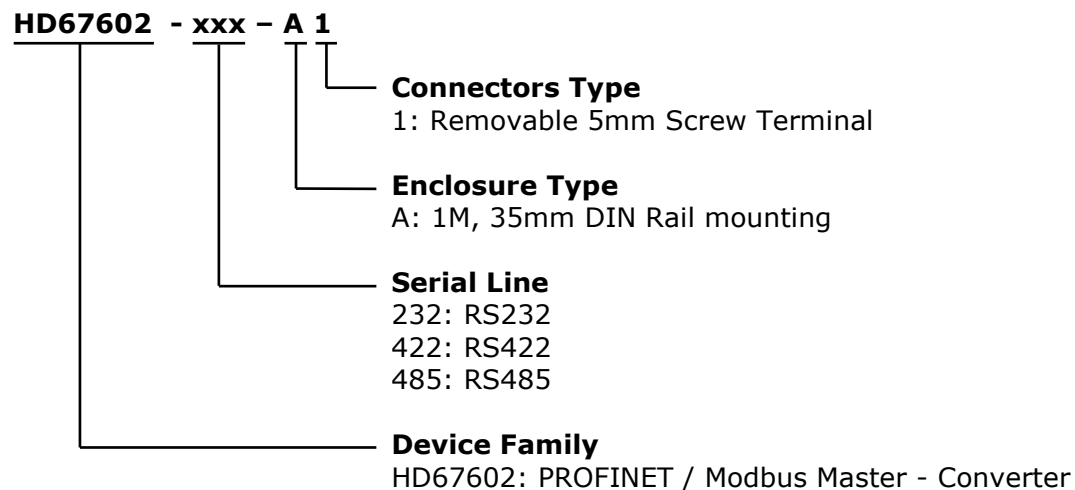 HD67602 - xxx – A 1
Connectors Type
1: Removable 5mm Screw Terminal
Enclosure Type
A: 1M, 35mm DIN Rail mounting
Serial Line
232: RS232
422: RS422
485: RS485
Device Family
HD67602: PROFINET / Modbus Master - Converter